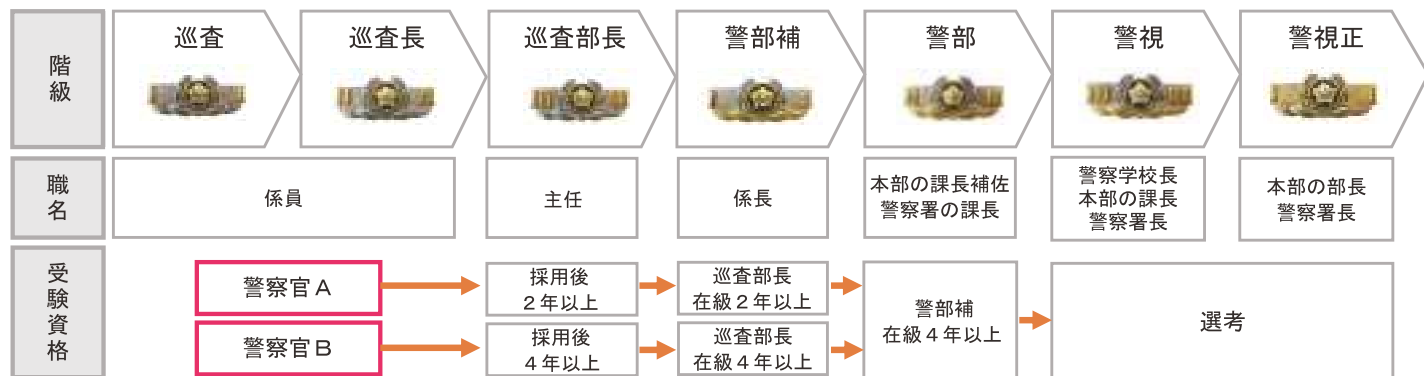 階級
巡査
巡査長
巡査部長
警部補
警部
警視
警視正
職名
係員
主任
係長
本部の課長補佐
警察署の課長
警察学校長
本部の課長
警察署長
本部の部長
警察署長
受験資格
警察官A
採用後
2年以上
巡査部長
在級2年以上
警察官B
採用後
4年以上
巡査部長
在級4年以上
警部補
在級4年以上
選考